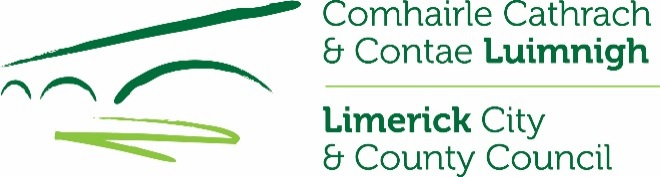 Comhairle Cathrach
& Contae Luimnigh
Limerick City
& County Council